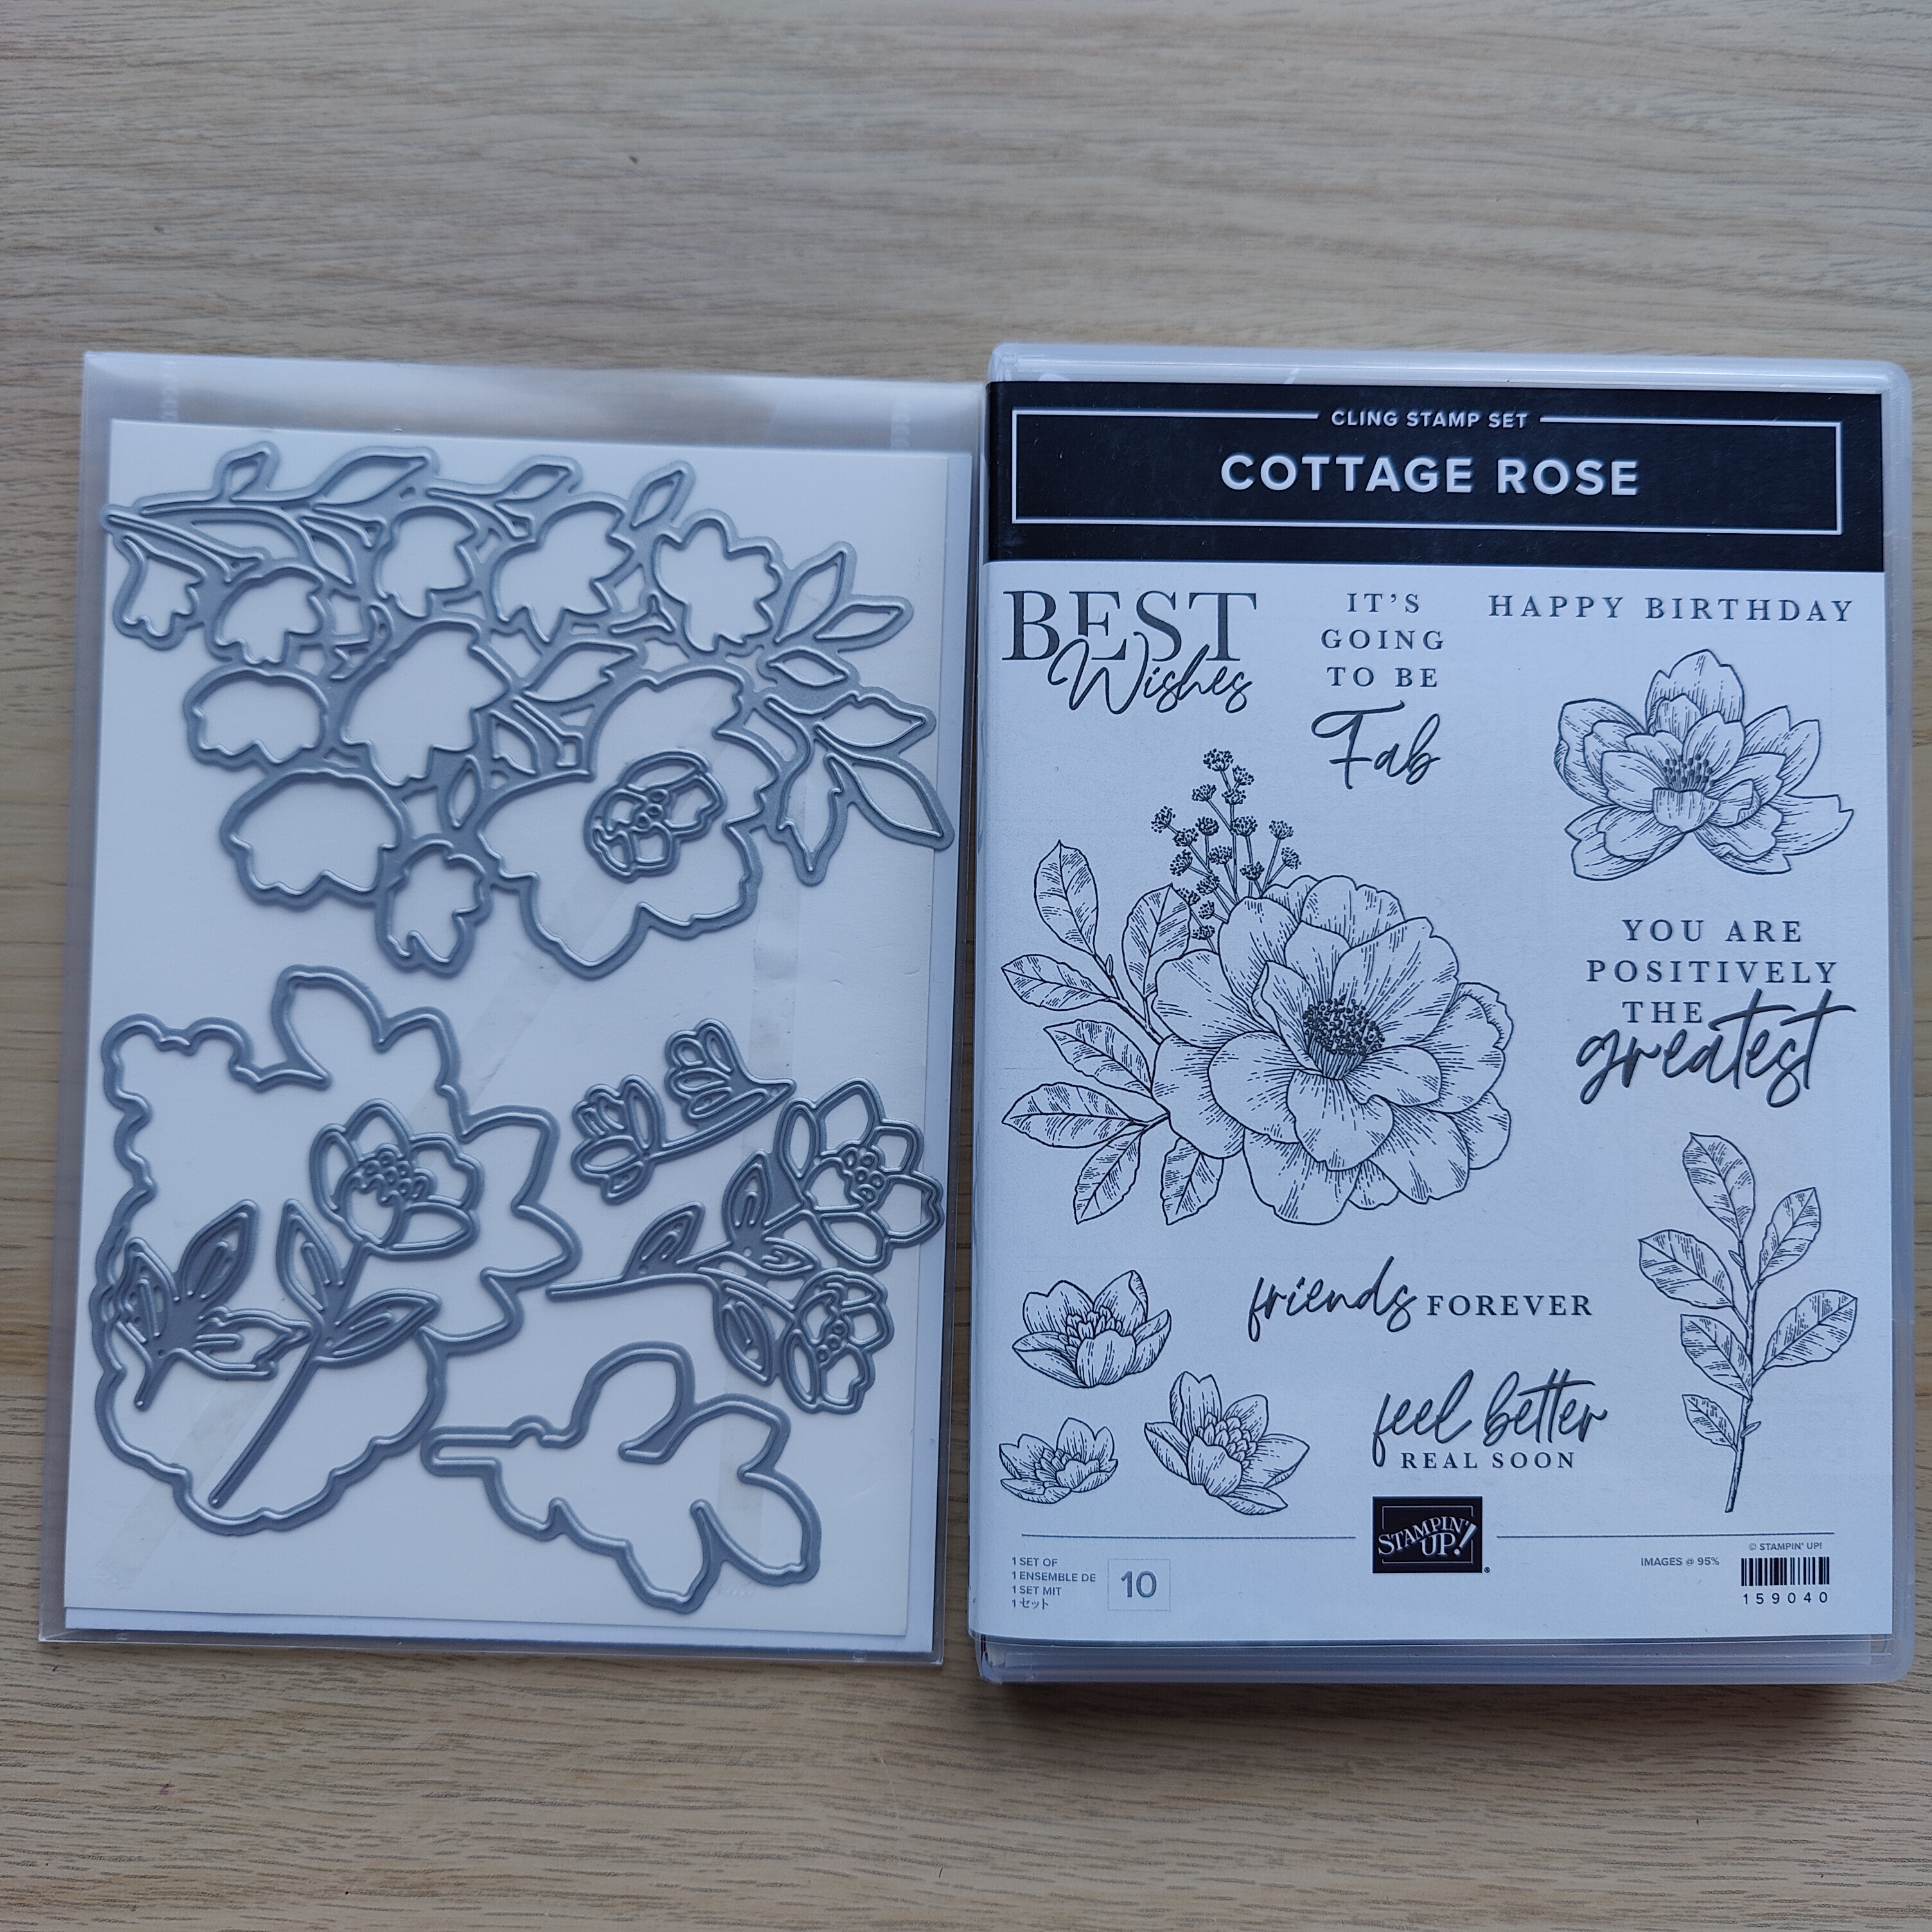 CLING STAMP SET
COTTAGE ROSE
BEST
Wishes
IT'S
GOING
TO BE
Fab
HAPPY BIRTHDAY
YOU ARE
POSITIVELY
THE
greatest
friends FOREVER
feel better
REAL SOON
STAMPIN'
UP!®
1 SET OF
1 ENSEMBLE DE
1 SET MIT
1 セット
10
IMAGES @ 95%
© STAMPIN' UP!
159040